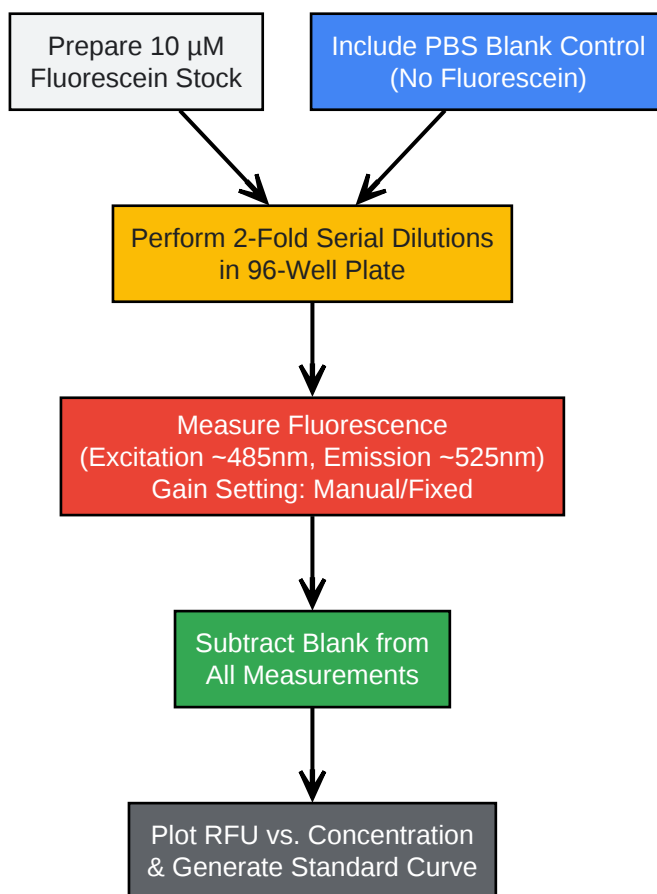 Prepare 10 µM
Fluorescein Stock
Include PBS Blank Control
(No Fluorescein)
Perform 2-Fold Serial Dilutions
in 96-Well Plate
Measure Fluorescence
(Excitation ~485nm, Emission ~525nm)
Gain Setting: Manual/Fixed
Subtract Blank from
All Measurements
Plot RFU vs. Concentration
& Generate Standard Curve